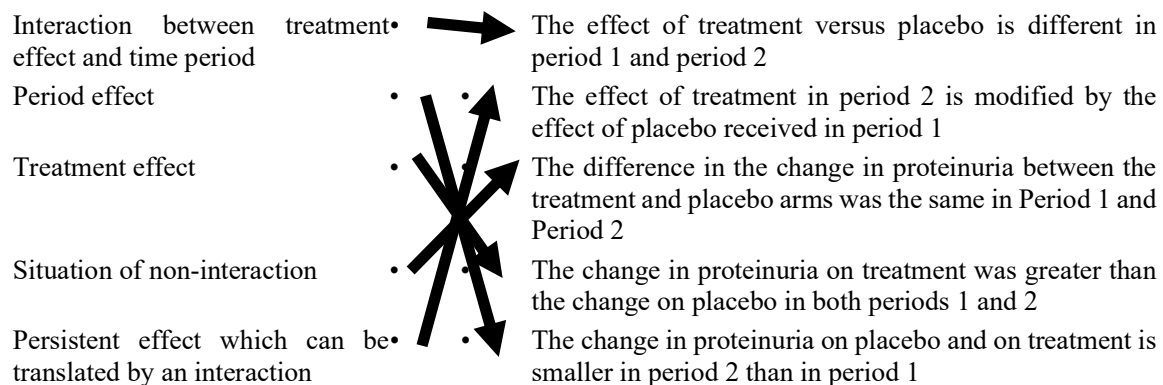 Interaction between treatment• The effect of treatment versus placebo is different in
effect and time period period 1 and period 2
Period effect • • The effect of treatment in period 2 is modified by the
effect of placebo received in period 1
Treatment effect • • The difference in the change in proteinuria between the
treatment and placebo arms was the same in Period 1 and
Period 2
Situation of non-interaction • • The change in proteinuria on treatment was greater than
the change on placebo in both periods 1 and 2
Persistent effect which can be• • The change in proteinuria on placebo and on treatment is
translated by an interaction smaller in period 2 than in period 1